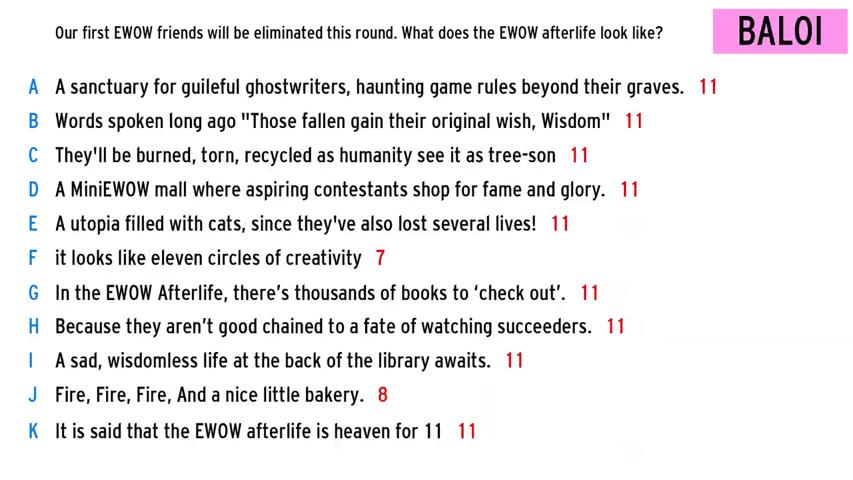 Our first EWOW friends will be eliminated this round. What does the EWOW afterlife look like?
BALOI
A A sanctuary for guileful ghostwriters, haunting game rules beyond their graves. 11
B Words spoken long ago "Those fallen gain their original wish, Wisdom" 11
C They'll be burned, torn, recycled as humanity see it as tree-son 11
D A MiniEWOW mall where aspiring contestants shop for fame and glory. 11
E A utopia filled with cats, since they've also lost several lives! 11
F it looks like eleven circles of creativity 7
G In the EWOW Afterlife, there’s thousands of books to ‘check out’. 11
H Because they aren’t good chained to a fate of watching succeeders. 11
I A sad, wisdomless life at the back of the library awaits. 11
J Fire, Fire, Fire, And a nice little bakery. 8
K It is said that the EWOW afterlife is heaven for 11 11